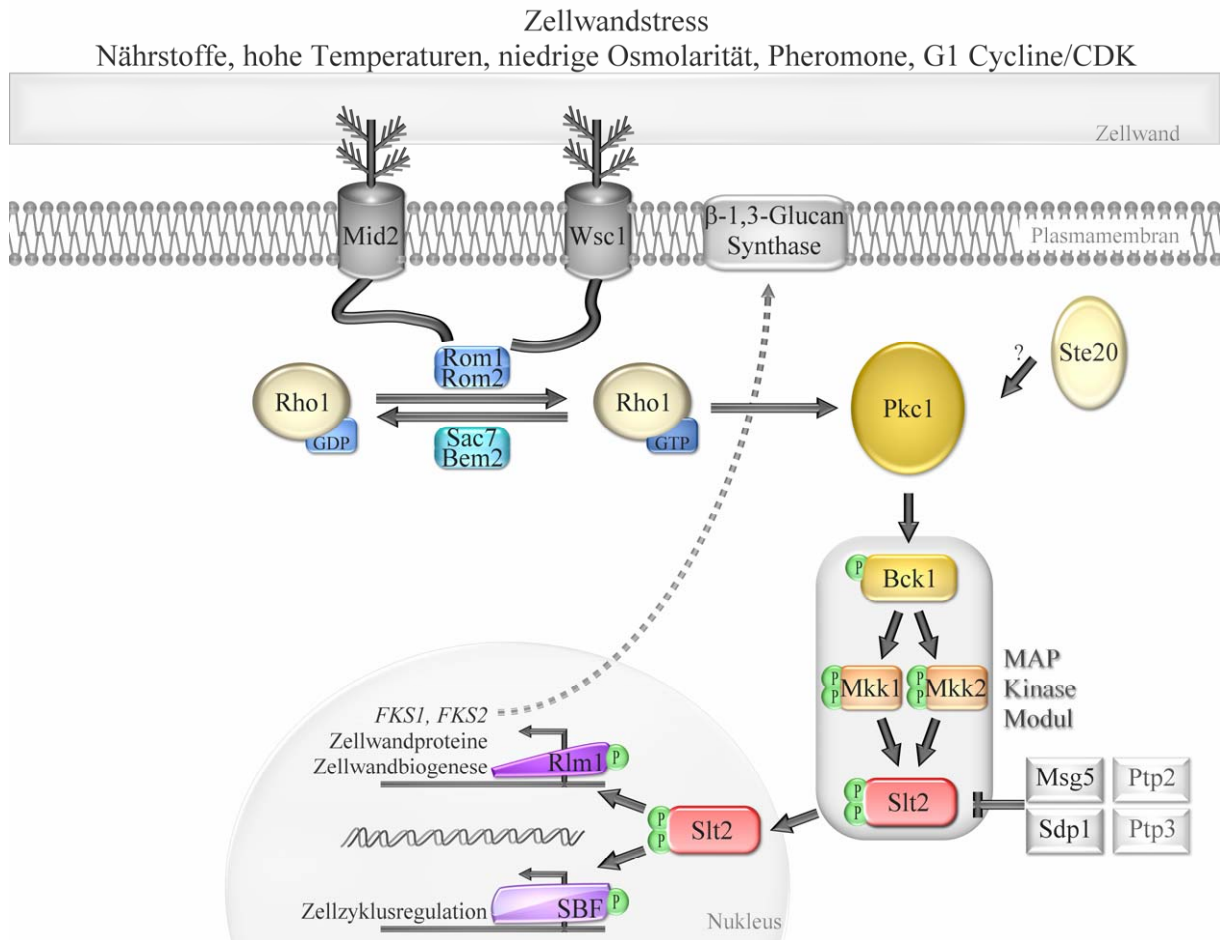 Zellwandstress
Nährstoffe, hohe Temperaturen, niedrige Osmolarität, Pheromone, G1 Cycline/CDK
Zellwand
Mid2
Wsc1
β-1,3-Glucan
Synthase
Plasmamembran
Rom1
Rom2
Rho1
GDP
Sac7
Bem2
Rho1
GTP
Pkc1
?
Ste20
P
Bck1
P
P
Mkk1
P
P
Mkk2
MAP
Kinase
Modul
P
P
Slt2
Msg5
Ptp2
Sdp1
Ptp3
FKS1, FKS2
Zellwandproteine
Zellwandbiogenese
Rlm1
P
P
P
Slt2
Zellzyklusregulation
SBF
P
Nukleus